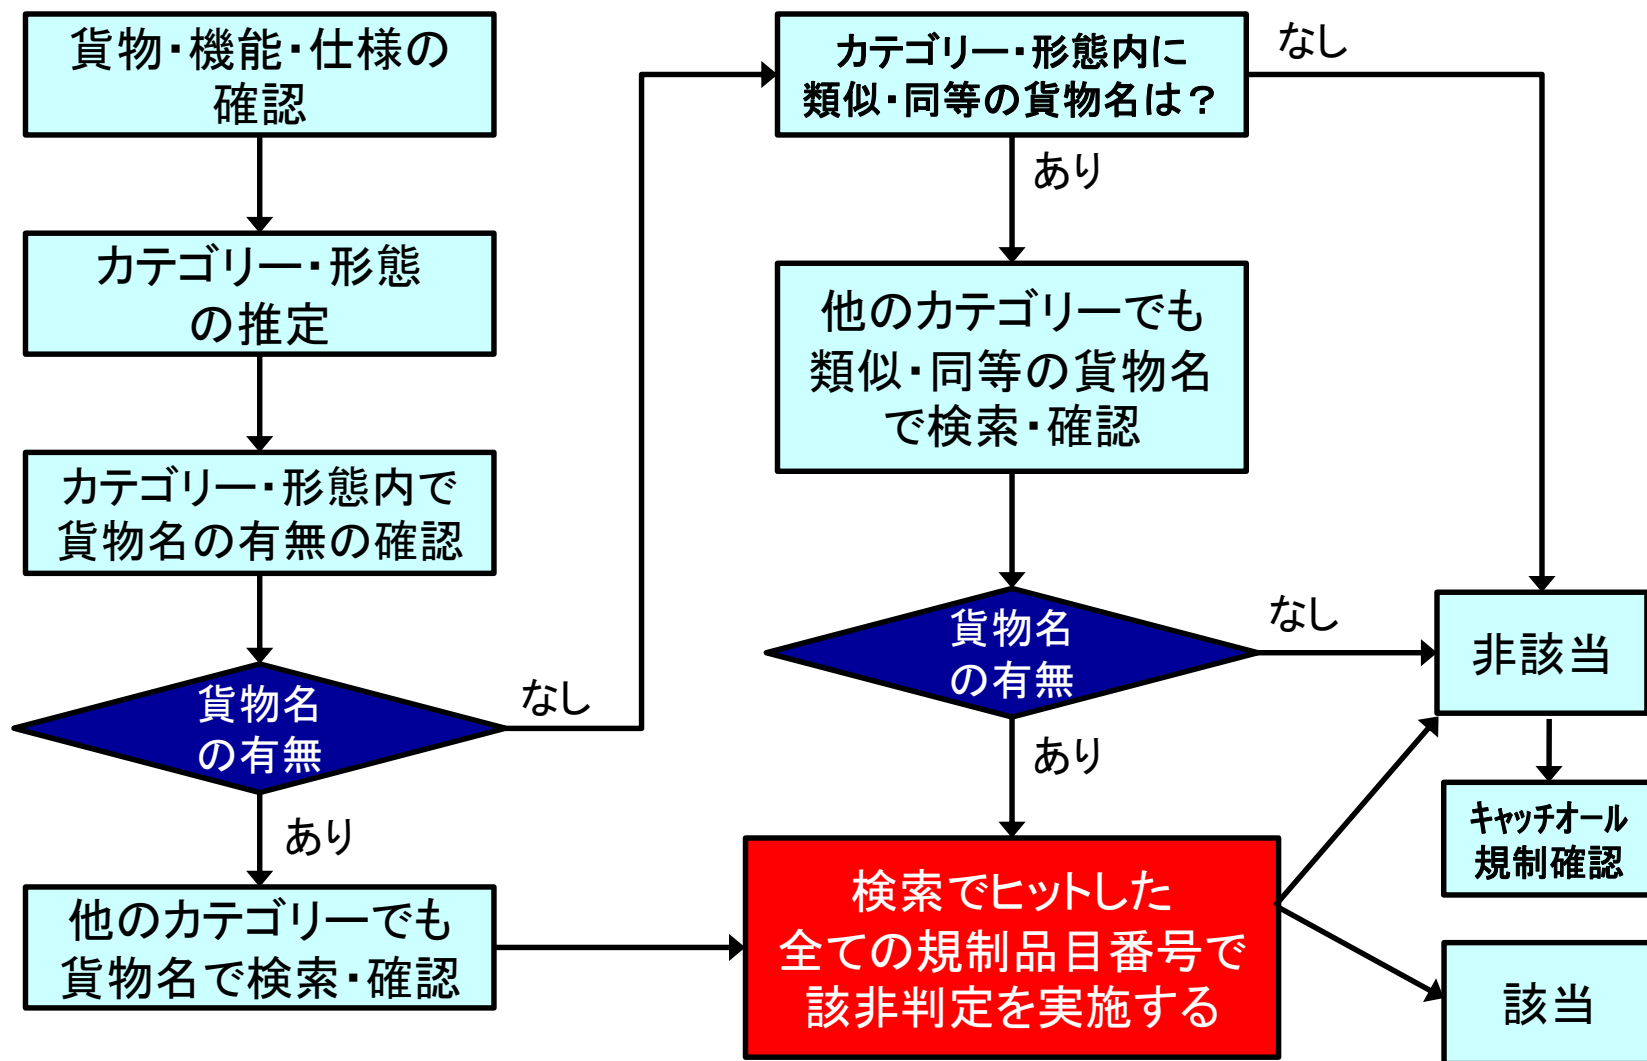 貨物・機能・仕様の
確認
カテゴリー・形態
の推定
カテゴリー・形態内で
貨物名の有無の確認
貨物名
の有無
なし
あり
他のカテゴリーでも
貨物名で検索・確認
カテゴリー・形態内に
類似・同等の貨物名は？
なし
あり
他のカテゴリーでも
類似・同等の貨物名
で検索・確認
貨物名
の有無
なし
あり
検索でヒットした
全ての規制品目番号で
該非判定を実施する
非該当
キャッチオール
規制確認
該当